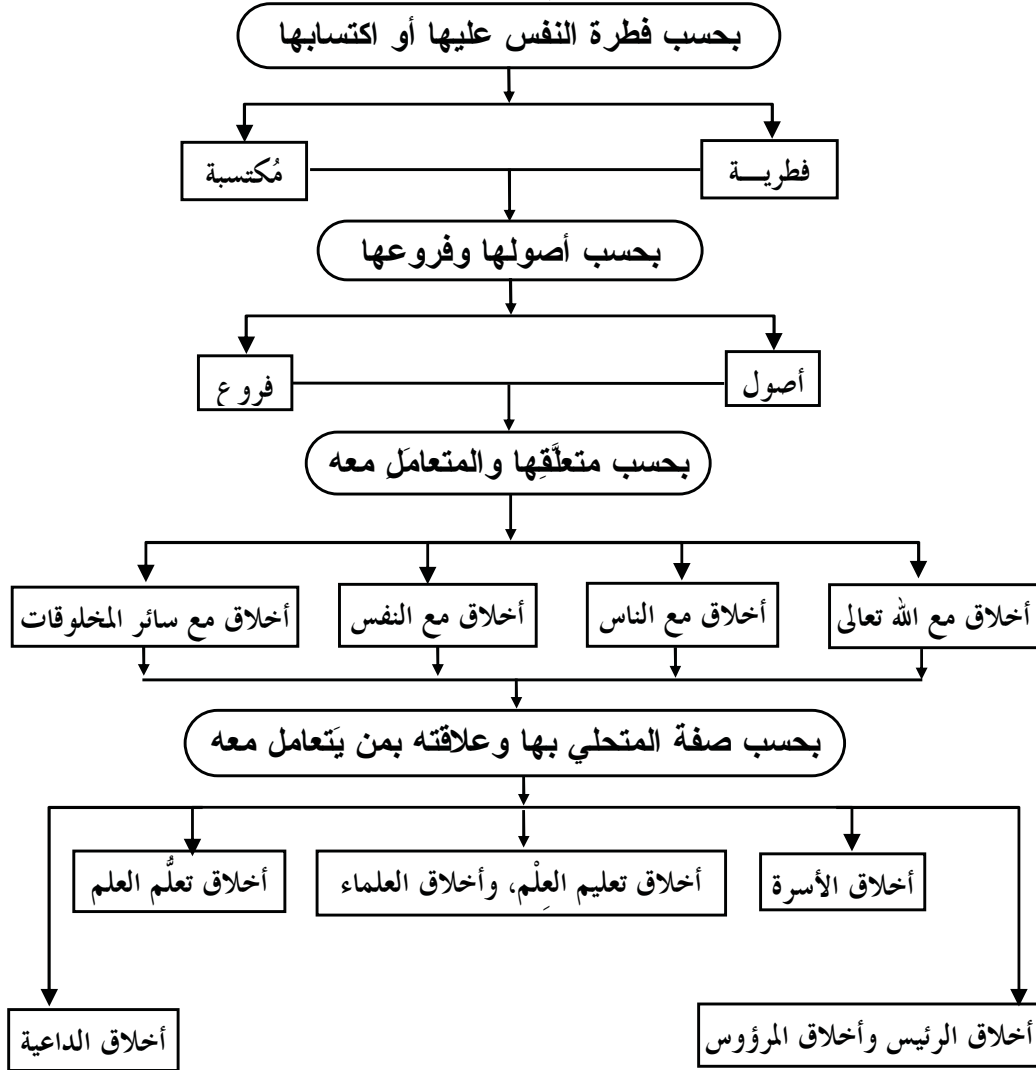 بحسب فطرة النفس عليها أو اكتسابها
فطريـــة
مُكتسبة
بحسب أصولها وفروعها
أصول
فروع
بحسب متعلَّقِها والمتعامَلِ معه
أخلاق مع الله تعالى
أخلاق مع الناس
أخلاق مع النفس
أخلاق مع سائر المخلوقات
بحسب صفة المتحلي بها وعلاقته بمن يَتعامل معه
أخلاق الأسرة
أخلاق تعليم العِلْم، وأخلاق العلماء
أخلاق تعلُّم العلم
أخلاق الرئيس وأخلاق المرؤوس
أخلاق الداعية